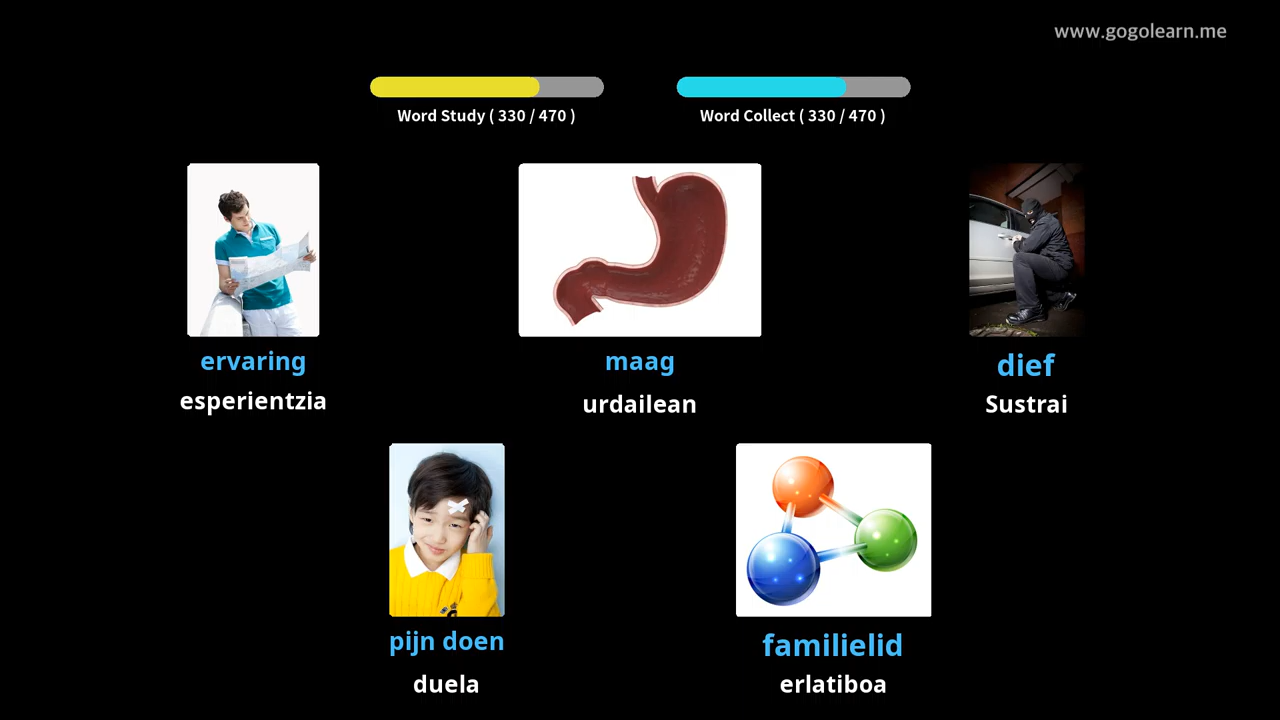 www.gogolearn.me
Word Study ( 330 / 470 )
Word Collect ( 330 / 470 )
ervaring
maag
dief
esperientzia
urdailean
Sustrai
pijn doen
familielid
duela
erlatiboa